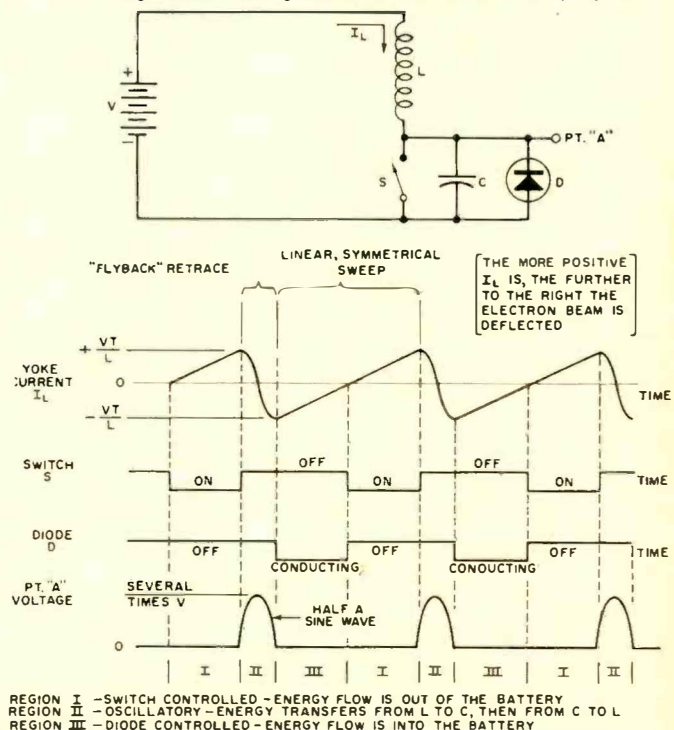 I_L
L
+
V
−
S
C
D
PT. "A"
"FLYBACK" RETRACE
LINEAR, SYMMETRICAL
SWEEP
[THE MORE POSITIVE
I_L IS, THE FURTHER
TO THE RIGHT THE
ELECTRON BEAM IS
DEFLECTED]
+ VT/L
YOKE
CURRENT
I_L
0
TIME
− VT/L
SWITCH
S
OFF
OFF
ON
ON
TIME
DIODE
D
OFF
OFF
OFF
TIME
CONDUCTING
CONDUCTING
PT. "A"
VOLTAGE
SEVERAL
TIMES V
HALF A
SINE WAVE
0
I II III I II III I II
REGION I – SWITCH CONTROLLED – ENERGY FLOW IS OUT OF THE BATTERY
REGION II – OSCILLATORY – ENERGY TRANSFERS FROM L TO C, THEN FROM C TO L
REGION III – DIODE CONTROLLED – ENERGY FLOW IS INTO THE BATTERY